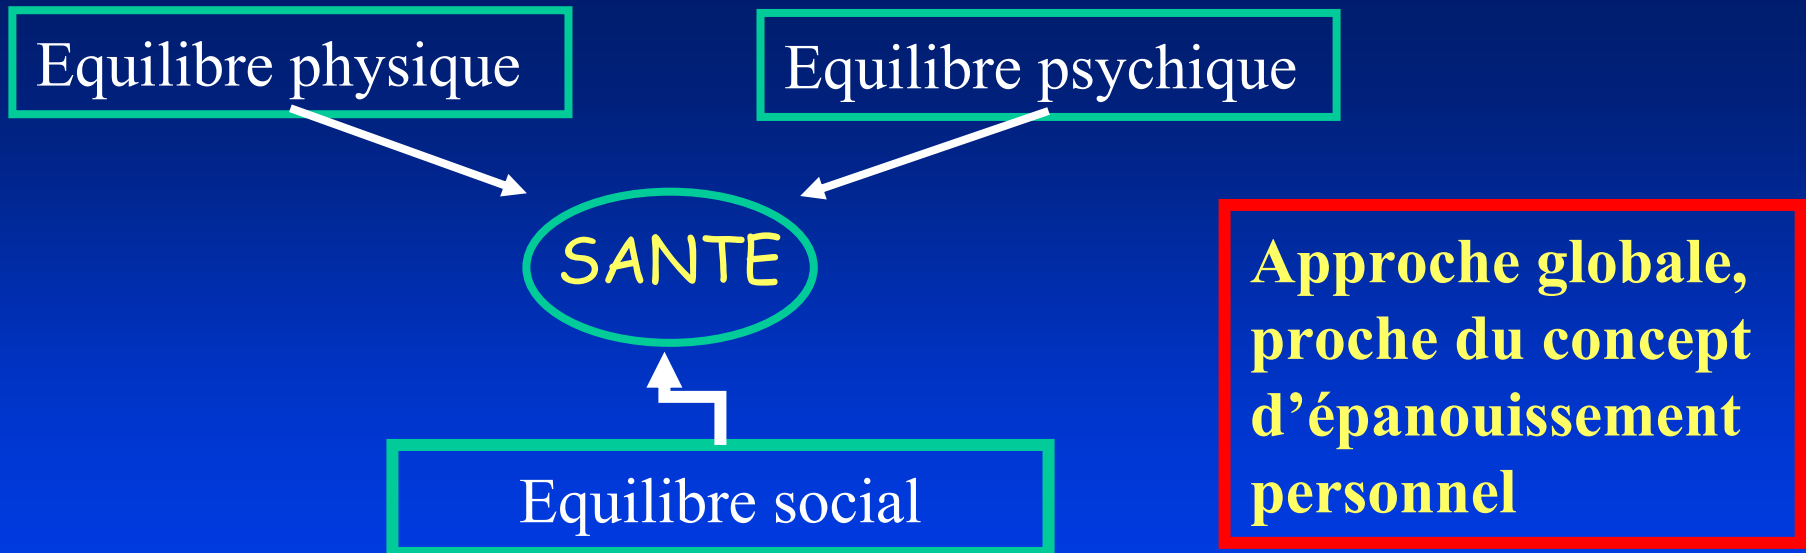 Equilibre physique
Equilibre psychique
SANTE
Approche globale,
proche du concept
d’épanouissement
personnel
Equilibre social